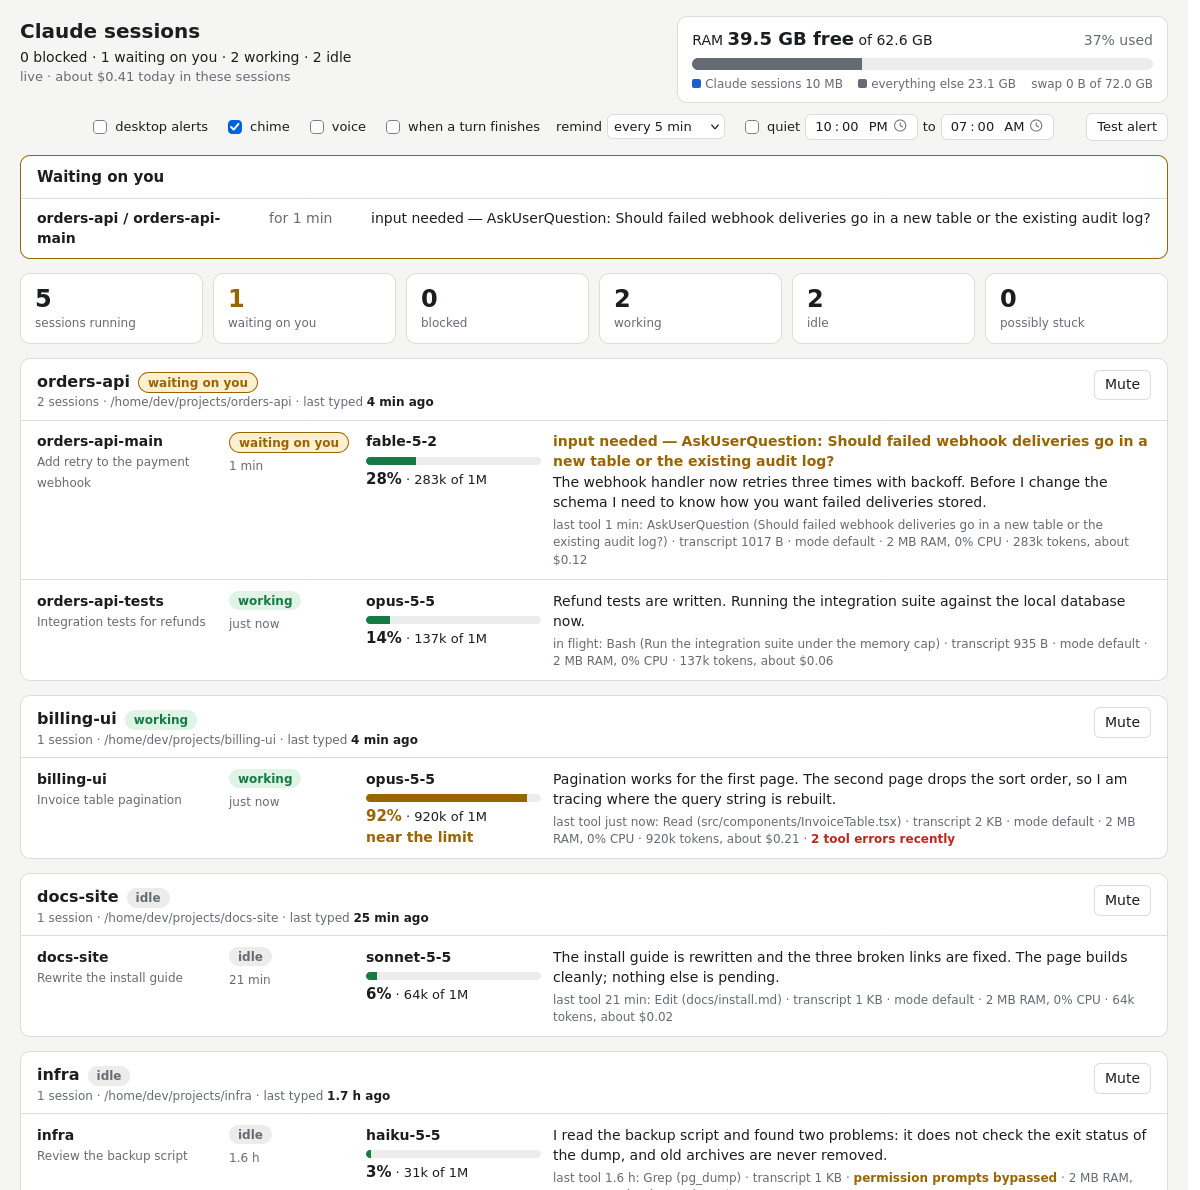 Claude sessions
0 blocked · 1 waiting on you · 2 working · 2 idle
live · about $0.41 today in these sessions
RAM 39.5 GB free of 62.6 GB
37% used
Claude sessions 10 MB
everything else 23.1 GB
swap 0 B of 72.0 GB
desktop alerts
chime
voice
when a turn finishes
remind every 5 min
quiet 10:00 PM to 07:00 AM
Test alert
Waiting on you
orders-api / orders-api-
main
for 1 min
input needed — AskUserQuestion: Should failed webhook deliveries go in a new table or the existing audit log?
5
sessions running
1
waiting on you
0
blocked
2
working
2
idle
0
possibly stuck
orders-api waiting on you
2 sessions · /home/dev/projects/orders-api · last typed 4 min ago
Mute
orders-api-main
Add retry to the payment
webhook
waiting on you
1 min
fable-5-2
28% · 283k of 1M
input needed — AskUserQuestion: Should failed webhook deliveries go in a
new table or the existing audit log?
The webhook handler now retries three times with backoff. Before I change the
schema I need to know how you want failed deliveries stored.
last tool 1 min: AskUserQuestion (Should failed webhook deliveries go in a new table or the
existing audit log?) · transcript 1017 B · mode default · 2 MB RAM, 0% CPU · 283k tokens, about
$0.12
orders-api-tests
Integration tests for refunds
working
just now
opus-5-5
14% · 137k of 1M
Refund tests are written. Running the integration suite against the local database
now.
in flight: Bash (Run the integration suite under the memory cap) · transcript 935 B · mode default ·
2 MB RAM, 0% CPU · 137k tokens, about $0.06
billing-ui working
1 session · /home/dev/projects/billing-ui · last typed 4 min ago
Mute
billing-ui
Invoice table pagination
working
just now
opus-5-5
92% · 920k of 1M
near the limit
Pagination works for the first page. The second page drops the sort order, so I am
tracing where the query string is rebuilt.
last tool just now: Read (src/components/InvoiceTable.tsx) · transcript 2 KB · mode default · 2 MB
RAM, 0% CPU · 920k tokens, about $0.21 · 2 tool errors recently
docs-site idle
1 session · /home/dev/projects/docs-site · last typed 25 min ago
Mute
docs-site
Rewrite the install guide
idle
21 min
sonnet-5-5
6% · 64k of 1M
The install guide is rewritten and the three broken links are fixed. The page builds
cleanly; nothing else is pending.
last tool 21 min: Edit (docs/install.md) · transcript 1 KB · mode default · 2 MB RAM, 0% CPU · 64k
tokens, about $0.02
infra idle
1 session · /home/dev/projects/infra · last typed 1.7 h ago
Mute
infra
Review the backup script
idle
1.6 h
haiku-5-5
3% · 31k of 1M
I read the backup script and found two problems: it does not check the exit status of
the dump, and old archives are never removed.
last tool 1.6 h: Grep (pg_dump) · transcript 1 KB · permission prompts bypassed · 2 MB RAM,